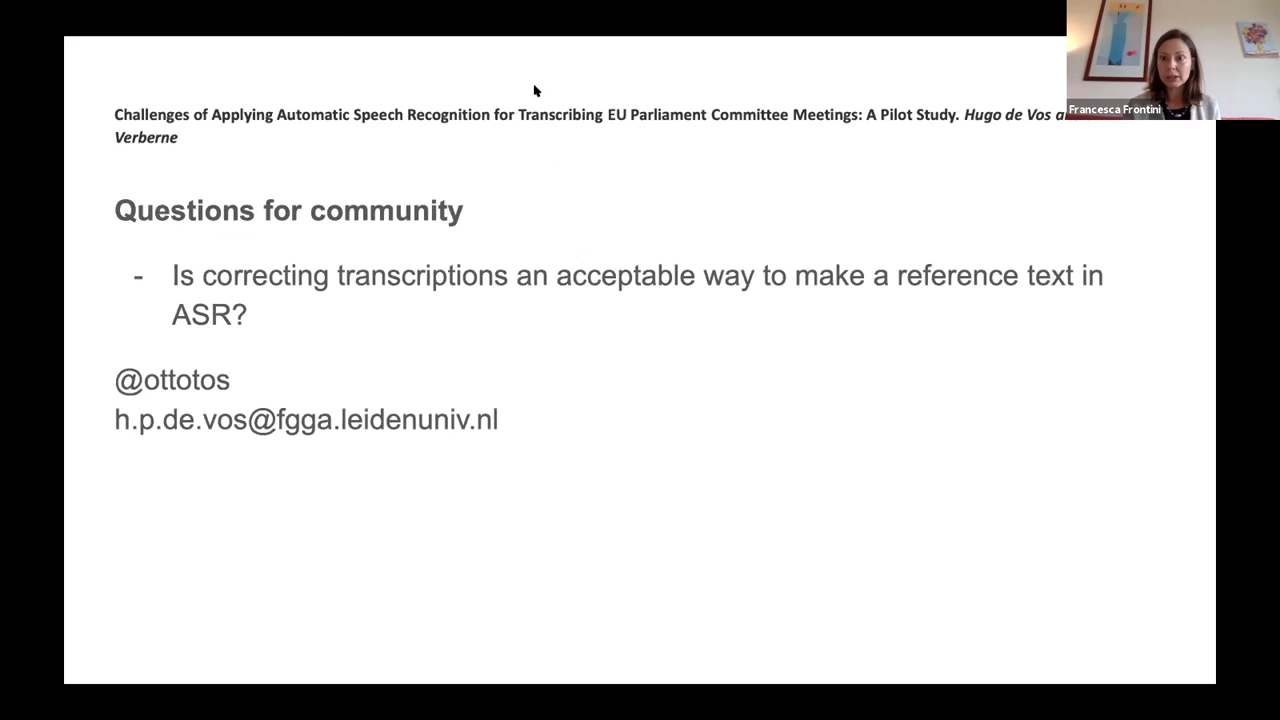 Challenges of Applying Automatic Speech Recognition for Transcribing EU Parliament Committee Meetings: A Pilot Study. Hugo de Vos
Verberne
Francesca Frontini
Questions for community
- Is correcting transcriptions an acceptable way to make a reference text in
ASR?
@ottotos
h.p.de.vos@fgga.leidenuniv.nl